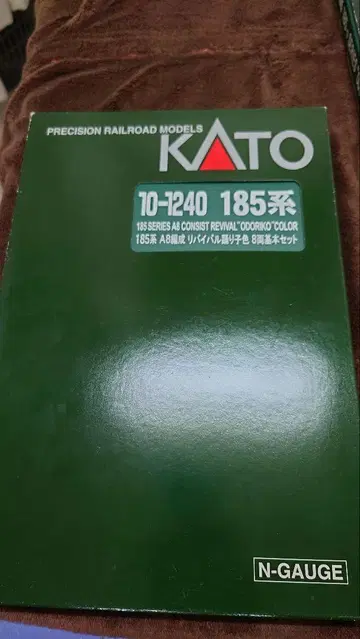 PRECISION RAILROAD MODELS
KATO
10-1240 185系
185 SERIES A8 CONSIST REVIVAL "ODORIKO" COLOR
185系 A8編成 リバイバル踊り子色 8両基本セット
N-GAUGE